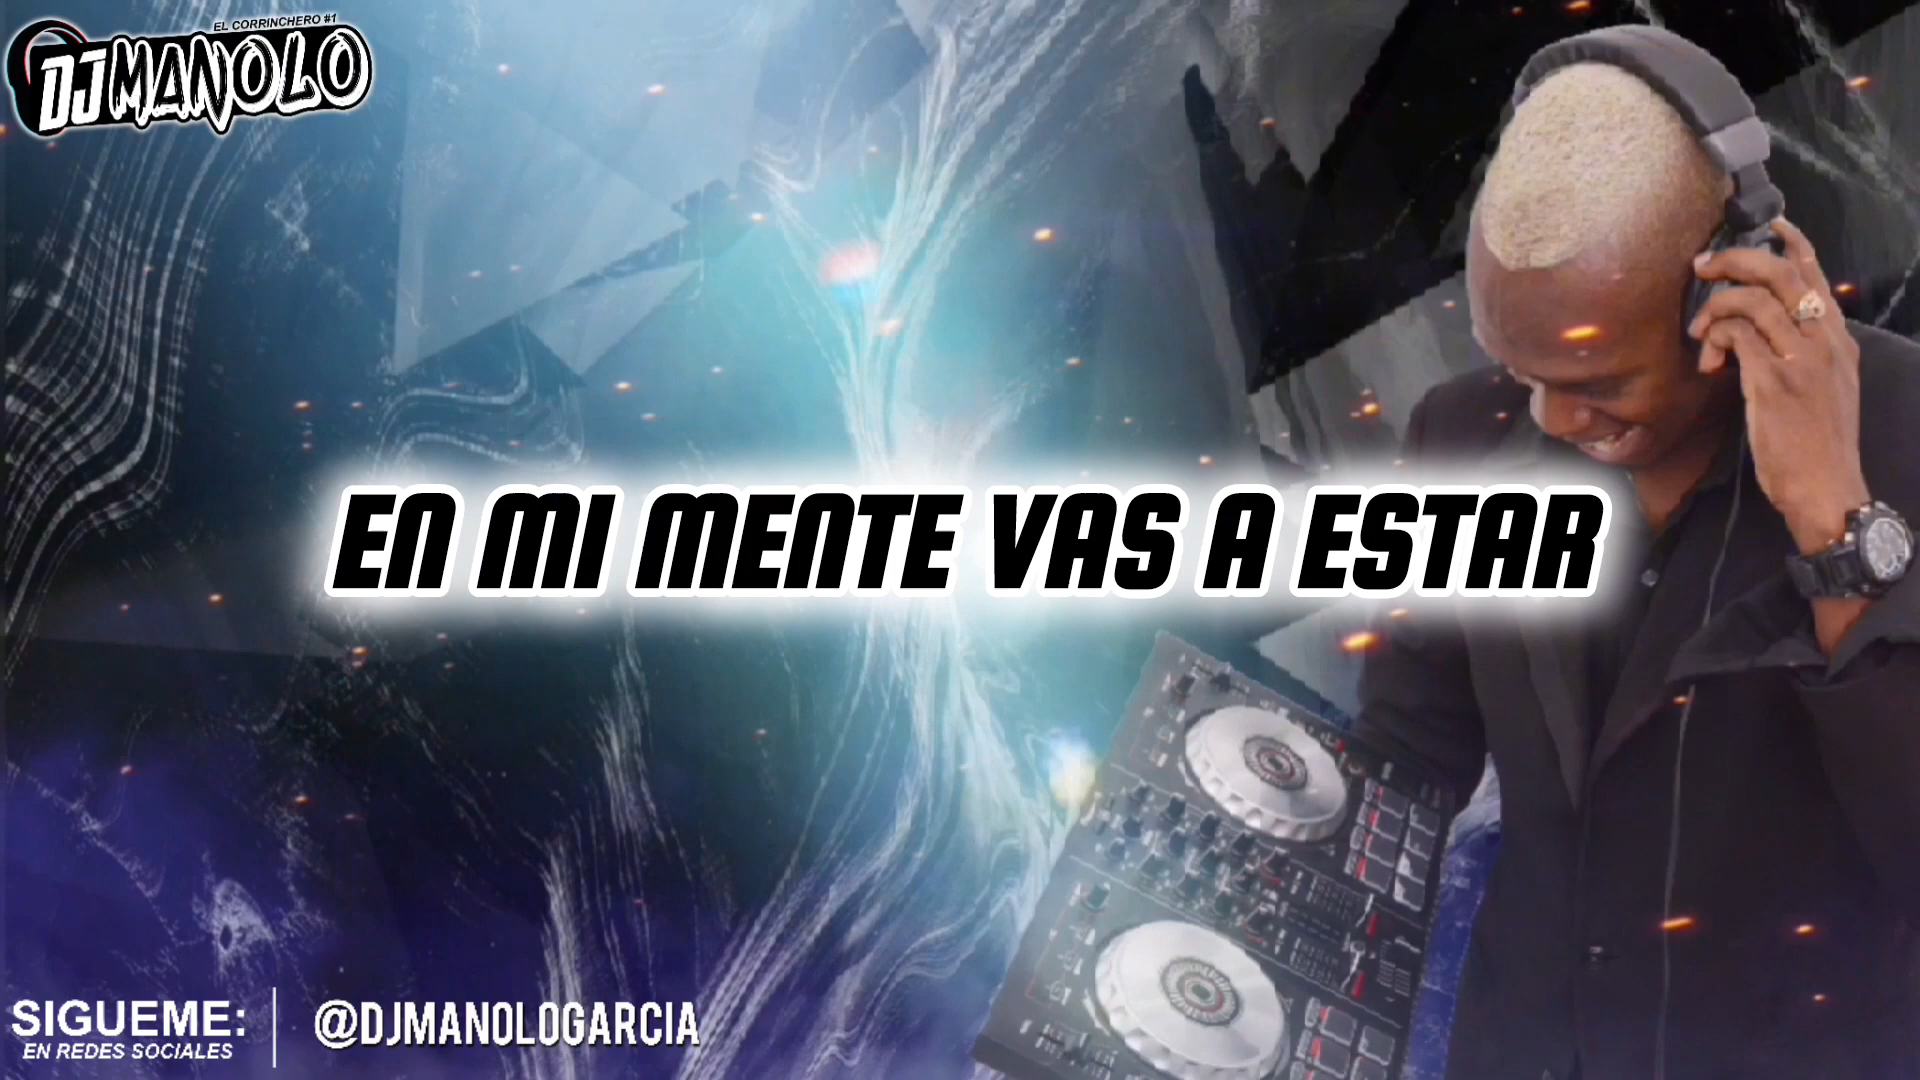 EL CORRINCHERO #1
DJ MANOLO
EN MI MENTE VAS A ESTAR
SIGUEME:
EN REDES SOCIALES
@DJMANOLOGARCIA